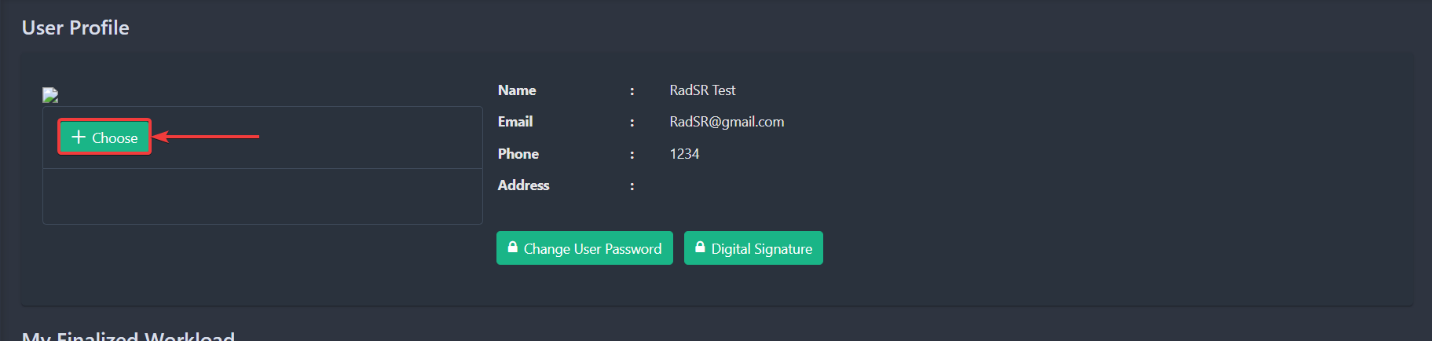 User Profile
+ Choose
Name : RadSR Test
Email : RadSR@gmail.com
Phone : 1234
Address :
Change User Password
Digital Signature
My Finalized Workload